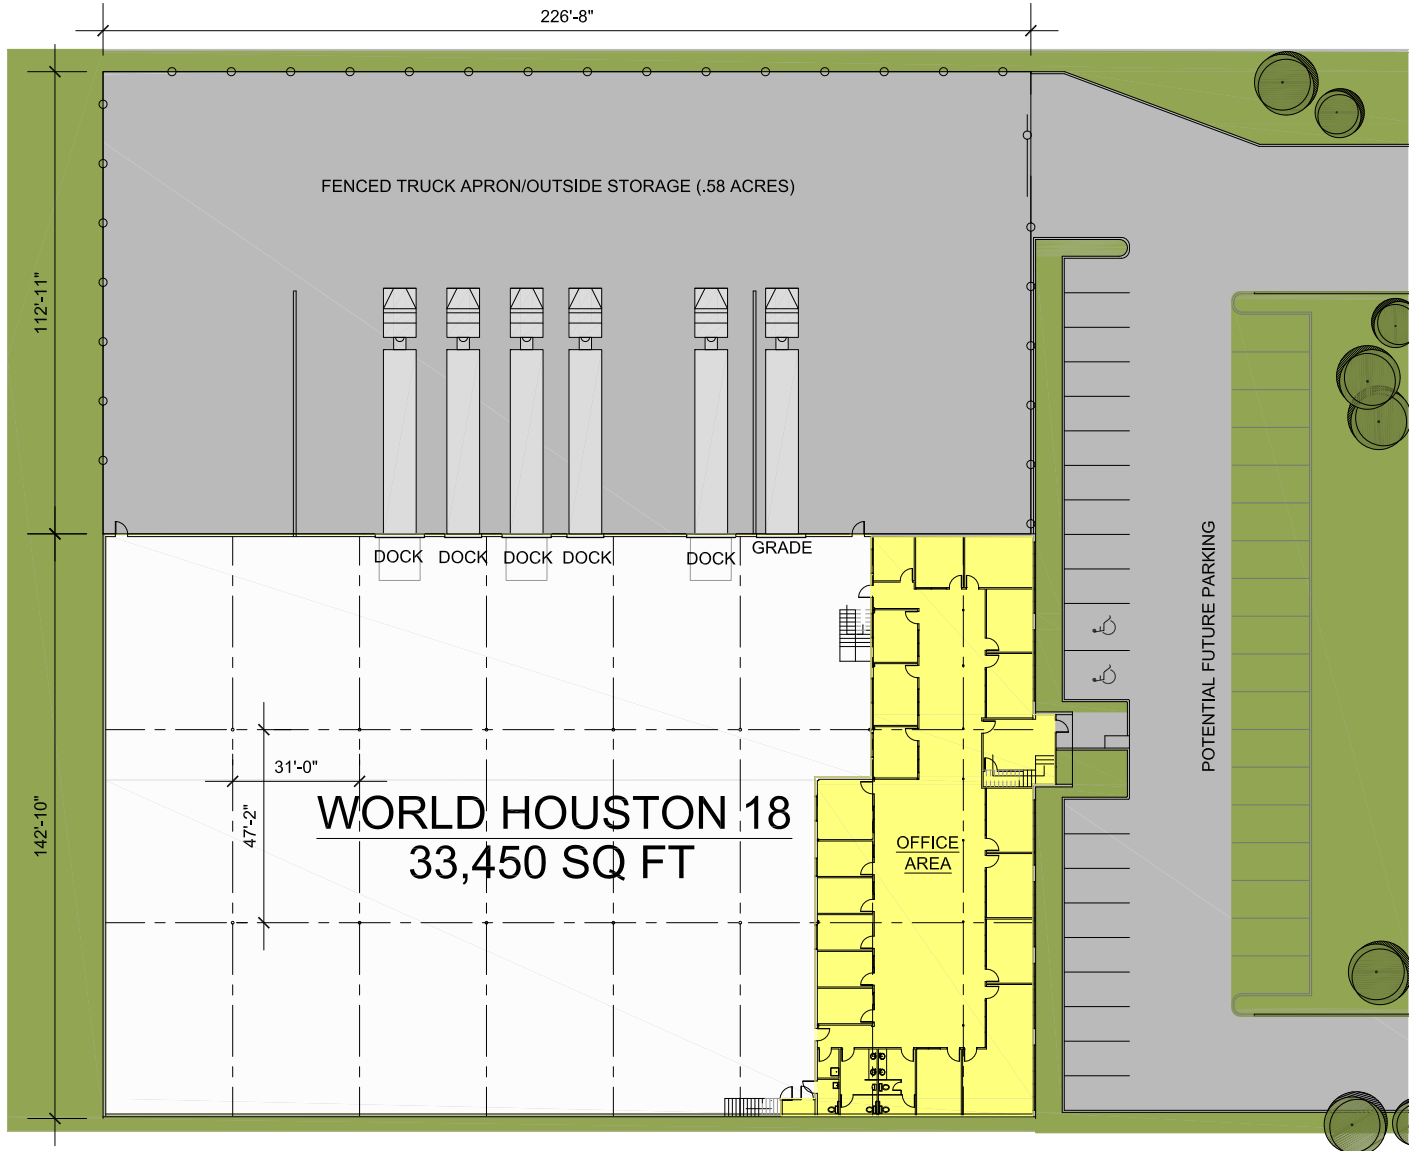 226'-8"
FENCED TRUCK APRON/OUTSIDE STORAGE (.58 ACRES)
112'-11"
DOCK
DOCK
DOCK
DOCK
DOCK
GRADE
POTENTIAL FUTURE PARKING
31'-0"
47'-2"
WORLD HOUSTON 18
33,450 SQ FT
142'-10"
OFFICE
AREA